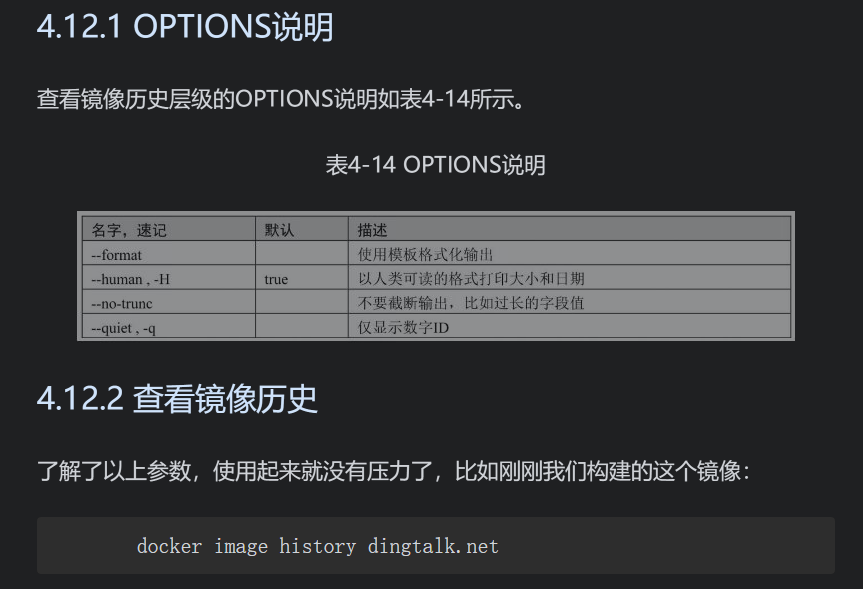 4.12.1 OPTIONS说明
查看镜像历史层级的OPTIONS说明如表4-14所示。
表4-14 OPTIONS说明
名字，速记 默认 描述
--format 使用模板格式化输出
--human , -H true 以人类可读的格式打印大小和日期
--no-trunc 不要截断输出，比如过长的字段值
--quiet , -q 仅显示数字ID
4.12.2 查看镜像历史
了解了以上参数，使用起来就没有压力了，比如刚刚我们构建的这个镜像：
docker image history dingtalk.net